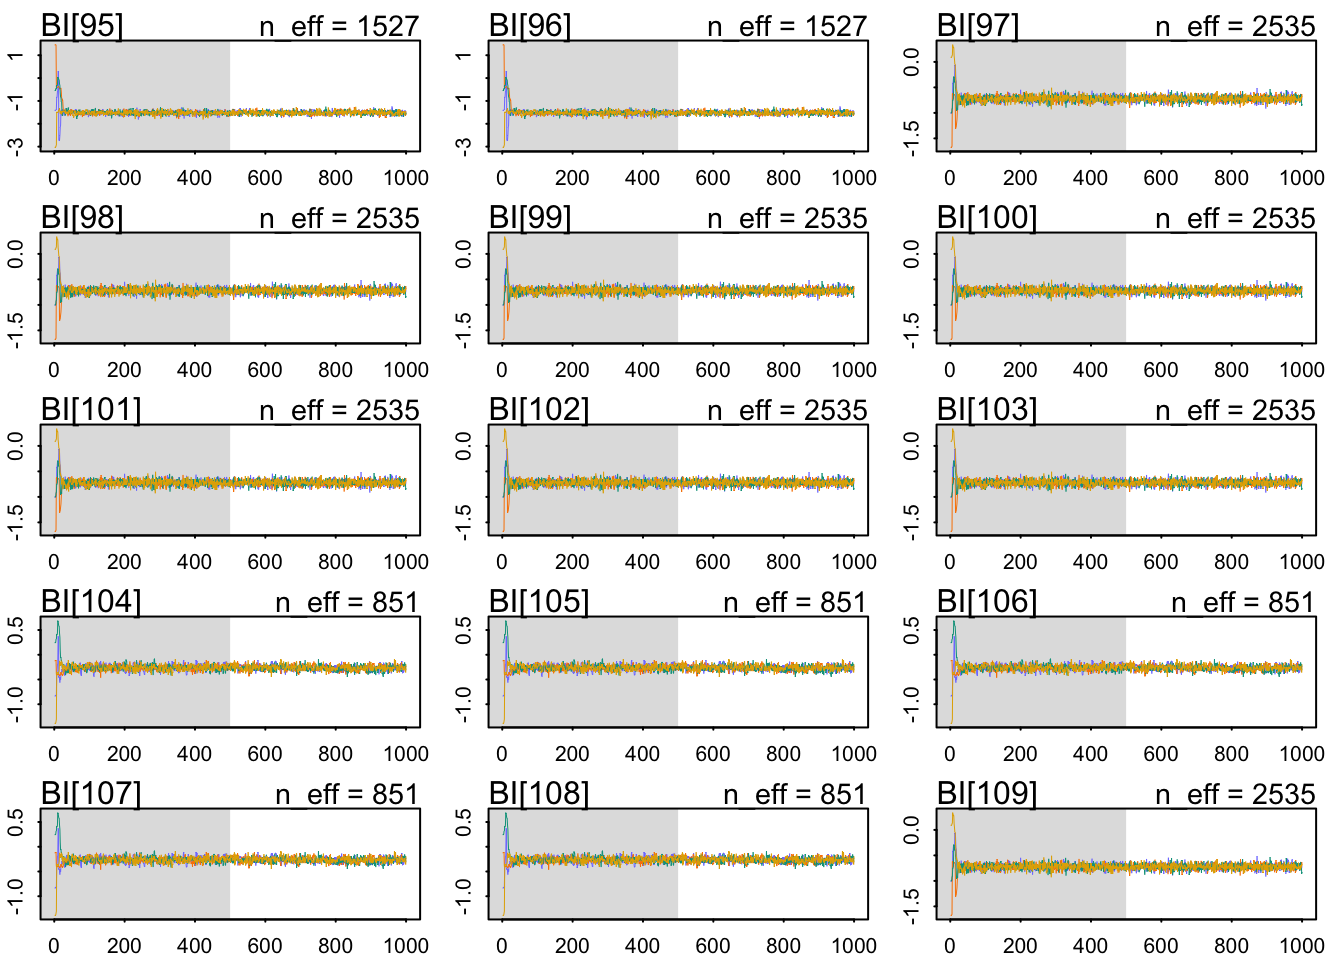 BI[95] n_eff = 1527 BI[96] n_eff = 1527 BI[97] n_eff = 2535
1 -1 -3 1 -1 -3 0.0 -1.5
0 200 400 600 800 1000 0 200 400 600 800 1000 0 200 400 600 800 1000
BI[98] n_eff = 2535 BI[99] n_eff = 2535 BI[100] n_eff = 2535
0.0 -1.5 0.0 -1.5 0.0 -1.5
0 200 400 600 800 1000 0 200 400 600 800 1000 0 200 400 600 800 1000
BI[101] n_eff = 2535 BI[102] n_eff = 2535 BI[103] n_eff = 2535
0.0 -1.5 0.0 -1.5 0.0 -1.5
0 200 400 600 800 1000 0 200 400 600 800 1000 0 200 400 600 800 1000
BI[104] n_eff = 851 BI[105] n_eff = 851 BI[106] n_eff = 851
0.5 -1.0 0.5 -1.0 0.5 -1.0
0 200 400 600 800 1000 0 200 400 600 800 1000 0 200 400 600 800 1000
BI[107] n_eff = 851 BI[108] n_eff = 851 BI[109] n_eff = 2535
0.5 -1.0 0.5 -1.0 0.0 -1.5
0 200 400 600 800 1000 0 200 400 600 800 1000 0 200 400 600 800 1000